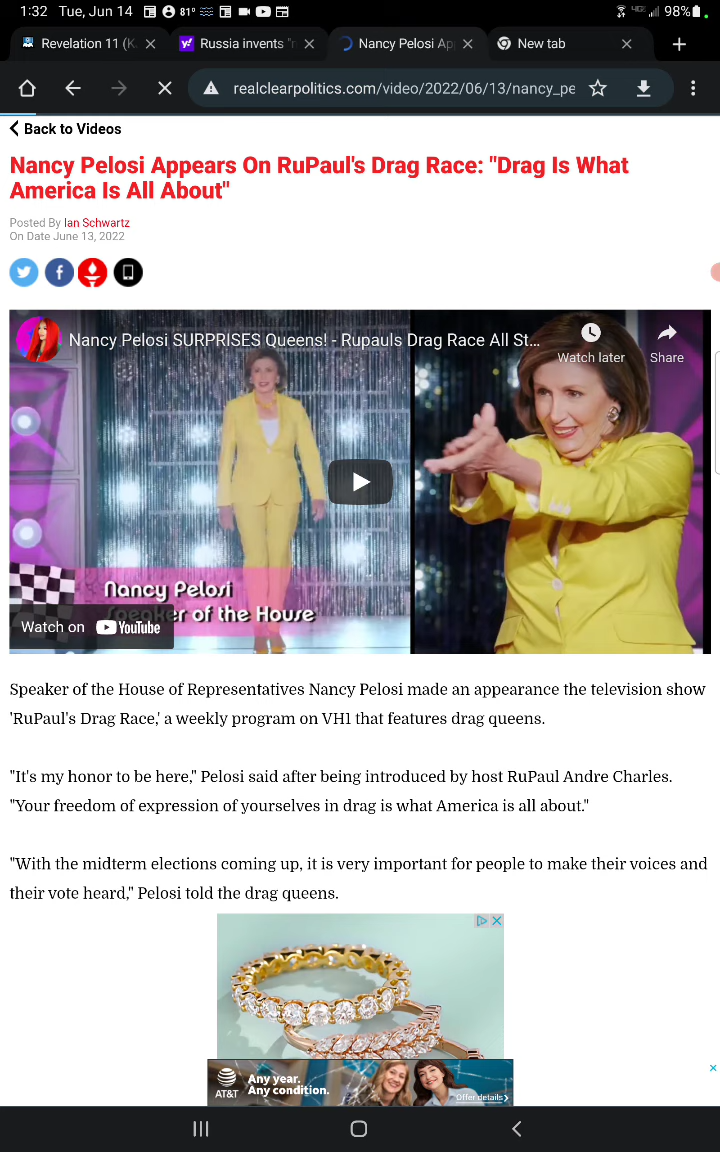 1:32 Tue, Jun 14 81° 98%
Revelation 11 (K
Russia invents "n
Nancy Pelosi Ap
New tab
realclearpolitics.com/video/2022/06/13/nancy_pe
Back to Videos
Nancy Pelosi Appears On RuPaul's Drag Race: "Drag Is What
America Is All About"
Posted By Ian Schwartz
On Date June 13, 2022
Nancy Pelosi SURPRISES Queens! - Rupauls Drag Race All St...
Watch later
Share
Nancy Pelosi
Speaker of the House
Watch on YouTube
Speaker of the House of Representatives Nancy Pelosi made an appearance the television show
'RuPaul's Drag Race,' a weekly program on VH1 that features drag queens.
"It's my honor to be here," Pelosi said after being introduced by host RuPaul Andre Charles.
"Your freedom of expression of yourselves in drag is what America is all about."
"With the midterm elections coming up, it is very important for people to make their voices and
their vote heard," Pelosi told the drag queens.
AT&T
Any year.
Any condition.
Offer details